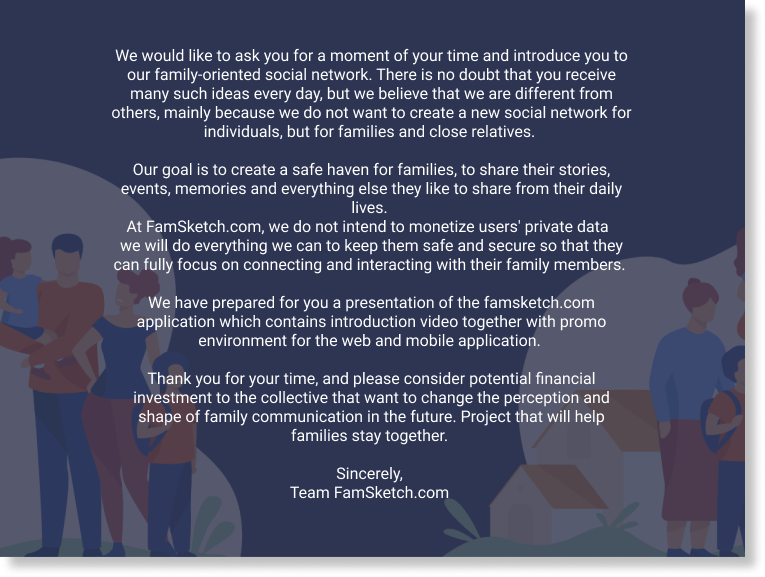 We would like to ask you for a moment of your time and introduce you to
our family-oriented social network. There is no doubt that you receive
many such ideas every day, but we believe that we are different from
others, mainly because we do not want to create a new social network for
individuals, but for families and close relatives.
Our goal is to create a safe haven for families, to share their stories,
events, memories and everything else they like to share from their daily
lives.
At FamSketch.com, we do not intend to monetize users' private data
we will do everything we can to keep them safe and secure so that they
can fully focus on connecting and interacting with their family members.
We have prepared for you a presentation of the famsketch.com
application which contains introduction video together with promo
environment for the web and mobile application.
Thank you for your time, and please consider potential financial
investment to the collective that want to change the perception and
shape of family communication in the future. Project that will help
families stay together.
Sincerely,
Team FamSketch.com